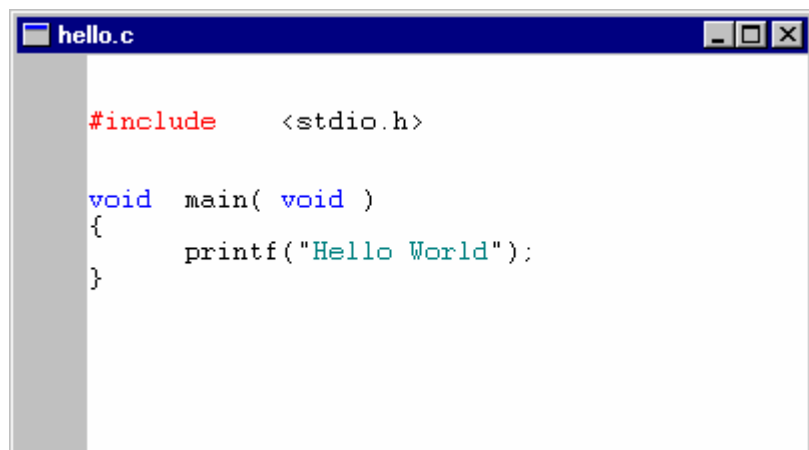 hello.c
#include    <stdio.h>
void  main( void )
{
      printf("Hello World");
}